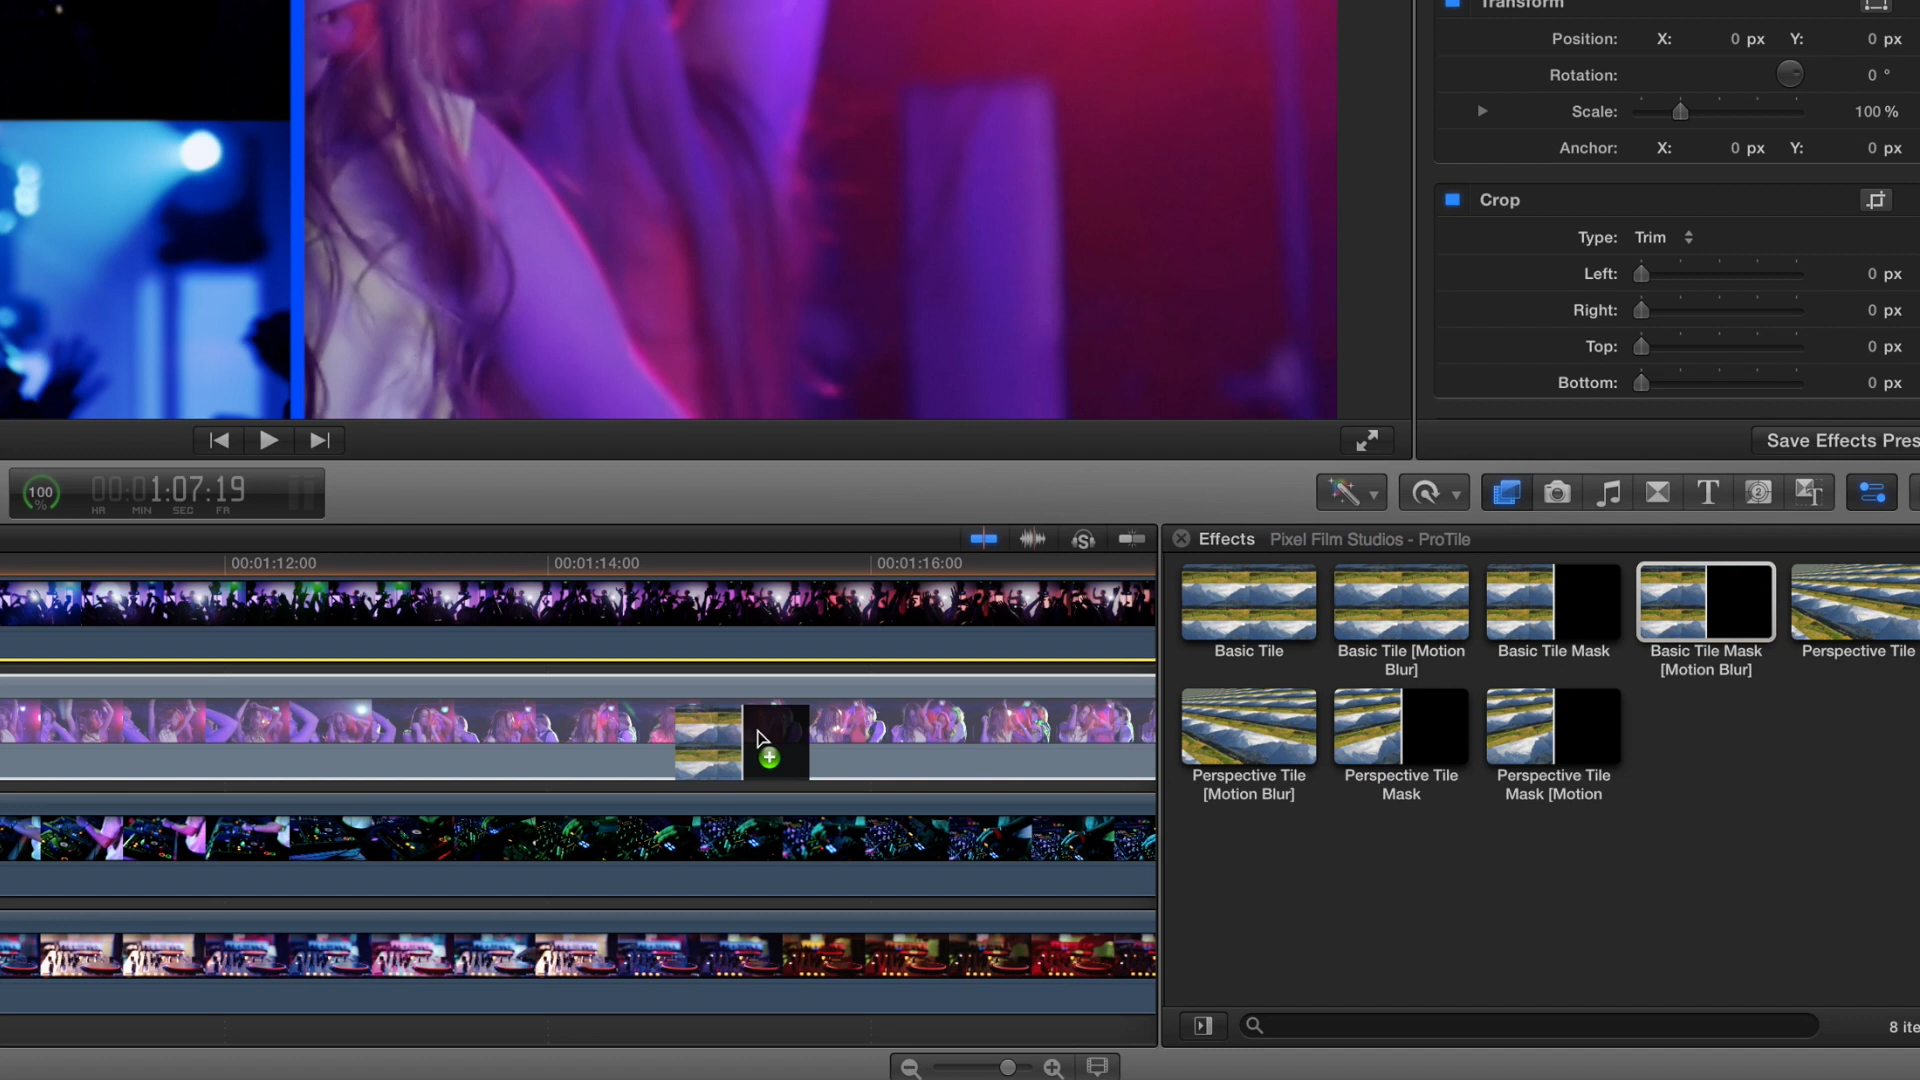 Transform
Position: X: 0 px Y: 0 px
Rotation: 0 °
Scale: 100 %
Anchor: X: 0 px Y: 0 px
Crop
Type: Trim
Left: 0 px
Right: 0 px
Top: 0 px
Bottom: 0 px
Save Effects Pres
100 % 00:01:07:19
HR MIN SEC FR
Effects Pixel Film Studios - ProTile
00:01:12:00 00:01:14:00 00:01:16:00
Basic Tile
Basic Tile [Motion
Blur]
Basic Tile Mask
Basic Tile Mask
[Motion Blur]
Perspective Tile
Perspective Tile
[Motion Blur]
Perspective Tile
Mask
Perspective Tile
Mask [Motion
8 ite